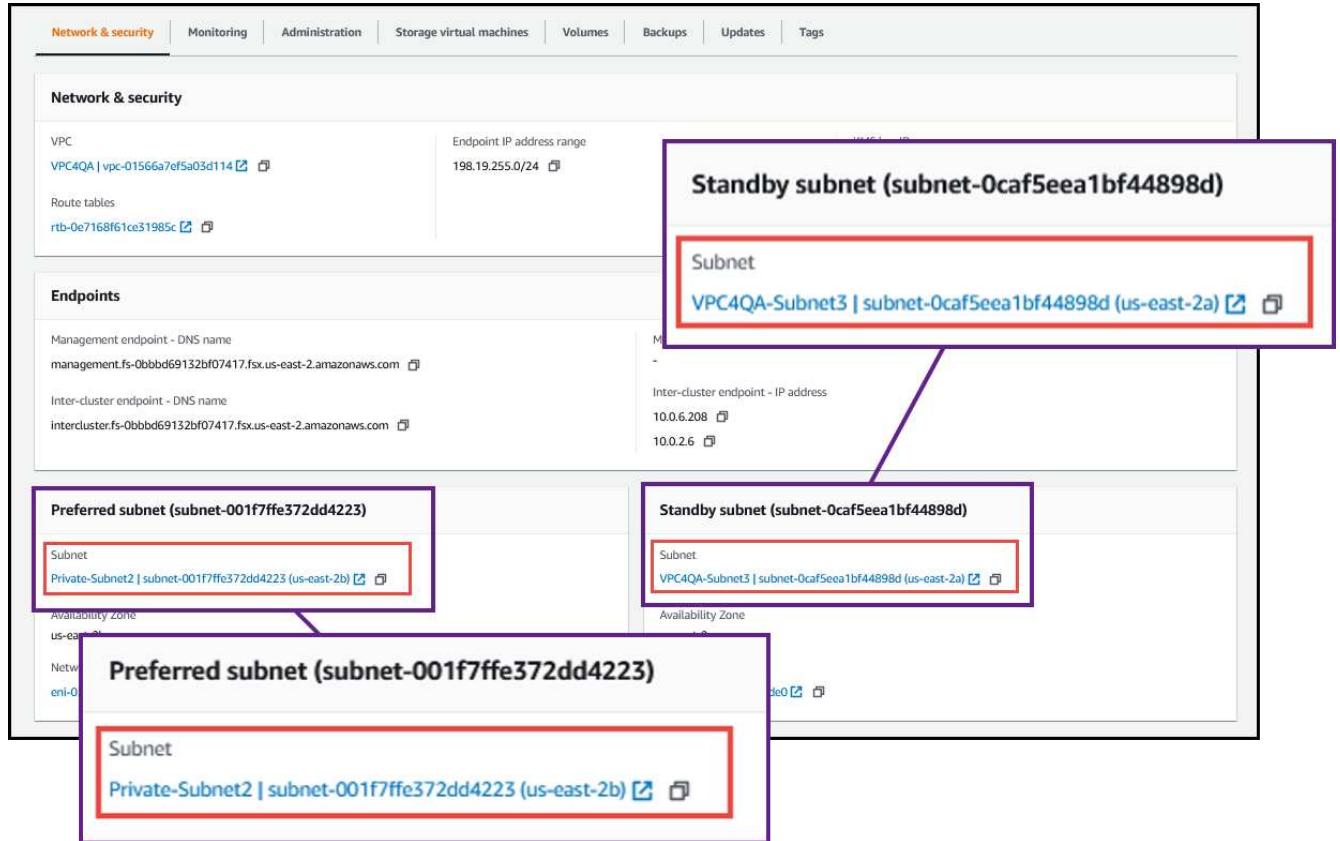 Network & security Monitoring Administration Storage virtual machines Volumes Backups Updates Tags
Network & security
VPC
VPC4QA | vpc-01566a7ef5a03d114
Route tables
rtb-0e7168f61ce31985c
Endpoint IP address range
198.19.255.0/24
Standby subnet (subnet-0caf5eea1bf44898d)
Subnet
VPC4QA-Subnet3 | subnet-0caf5eea1bf44898d (us-east-2a)
Endpoints
Management endpoint - DNS name
management.fs-0bbbd69132bf07417.fsx.us-east-2.amazonaws.com
Inter-cluster endpoint - DNS name
intercluster.fs-0bbbd69132bf07417.fsx.us-east-2.amazonaws.com
-
Inter-cluster endpoint - IP address
10.0.6.208
10.0.2.6
Preferred subnet (subnet-001f7ffe372dd4223)
Subnet
Private-Subnet2 | subnet-001f7ffe372dd4223 (us-east-2b)
Availability Zone
Standby subnet (subnet-0caf5eea1bf44898d)
Subnet
VPC4QA-Subnet3 | subnet-0caf5eea1bf44898d (us-east-2a)
Availability Zone
Preferred subnet (subnet-001f7ffe372dd4223)
Subnet
Private-Subnet2 | subnet-001f7ffe372dd4223 (us-east-2b)